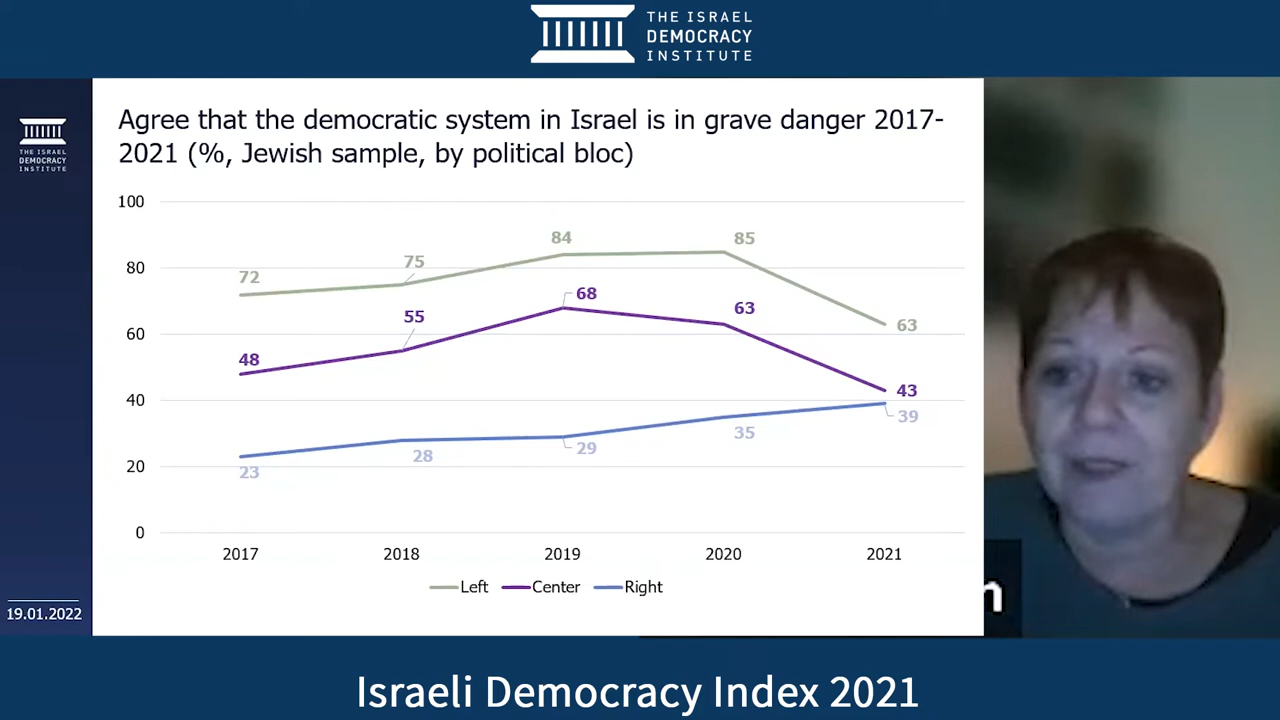 THE ISRAEL
DEMOCRACY
INSTITUTE
THE ISRAEL
DEMOCRACY
INSTITUTE
Agree that the democratic system in Israel is in grave danger 2017-
2021 (%, Jewish sample, by political bloc)
100
80
60
40
20
0
72
75
84
85
63
48
55
68
63
43
23
28
29
35
39
2017
2018
2019
2020
2021
Left
Center
Right
19.01.2022
n
Israeli Democracy Index 2021